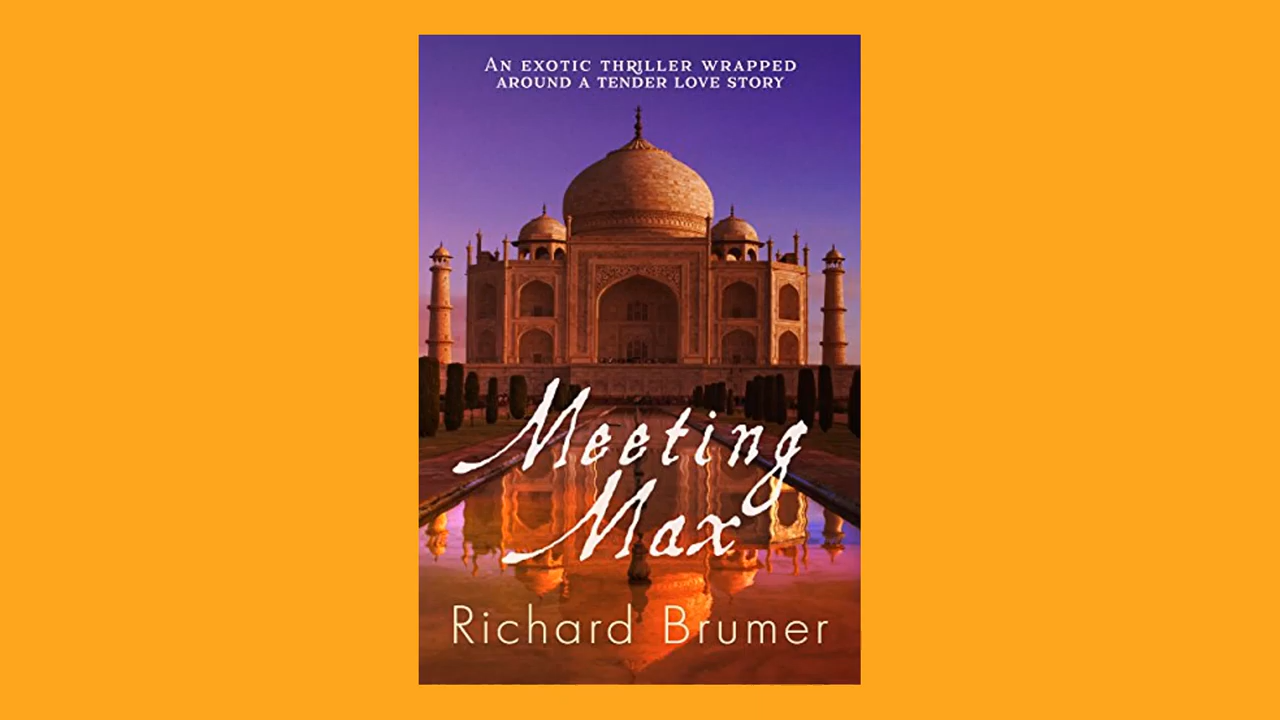 An exotic thriller wrapped
around a tender love story
Meeting
Max
Richard Brumer